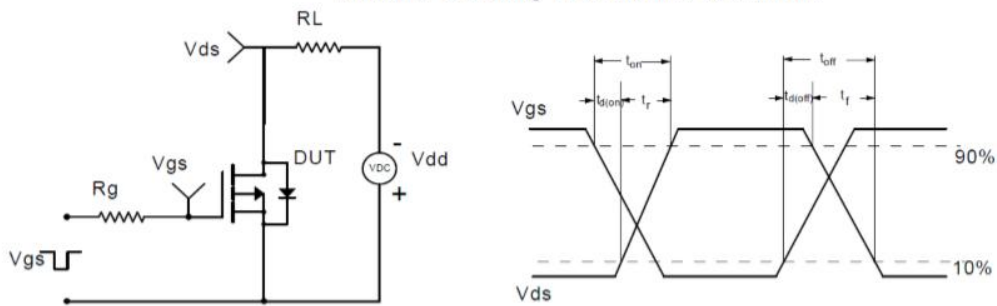 RL
Vds
Vgs
DUT
VDC
-
Vdd
+
Rg
Vgs
ton
toff
td(on)
tr
td(off)
tf
Vgs
90%
10%
Vds